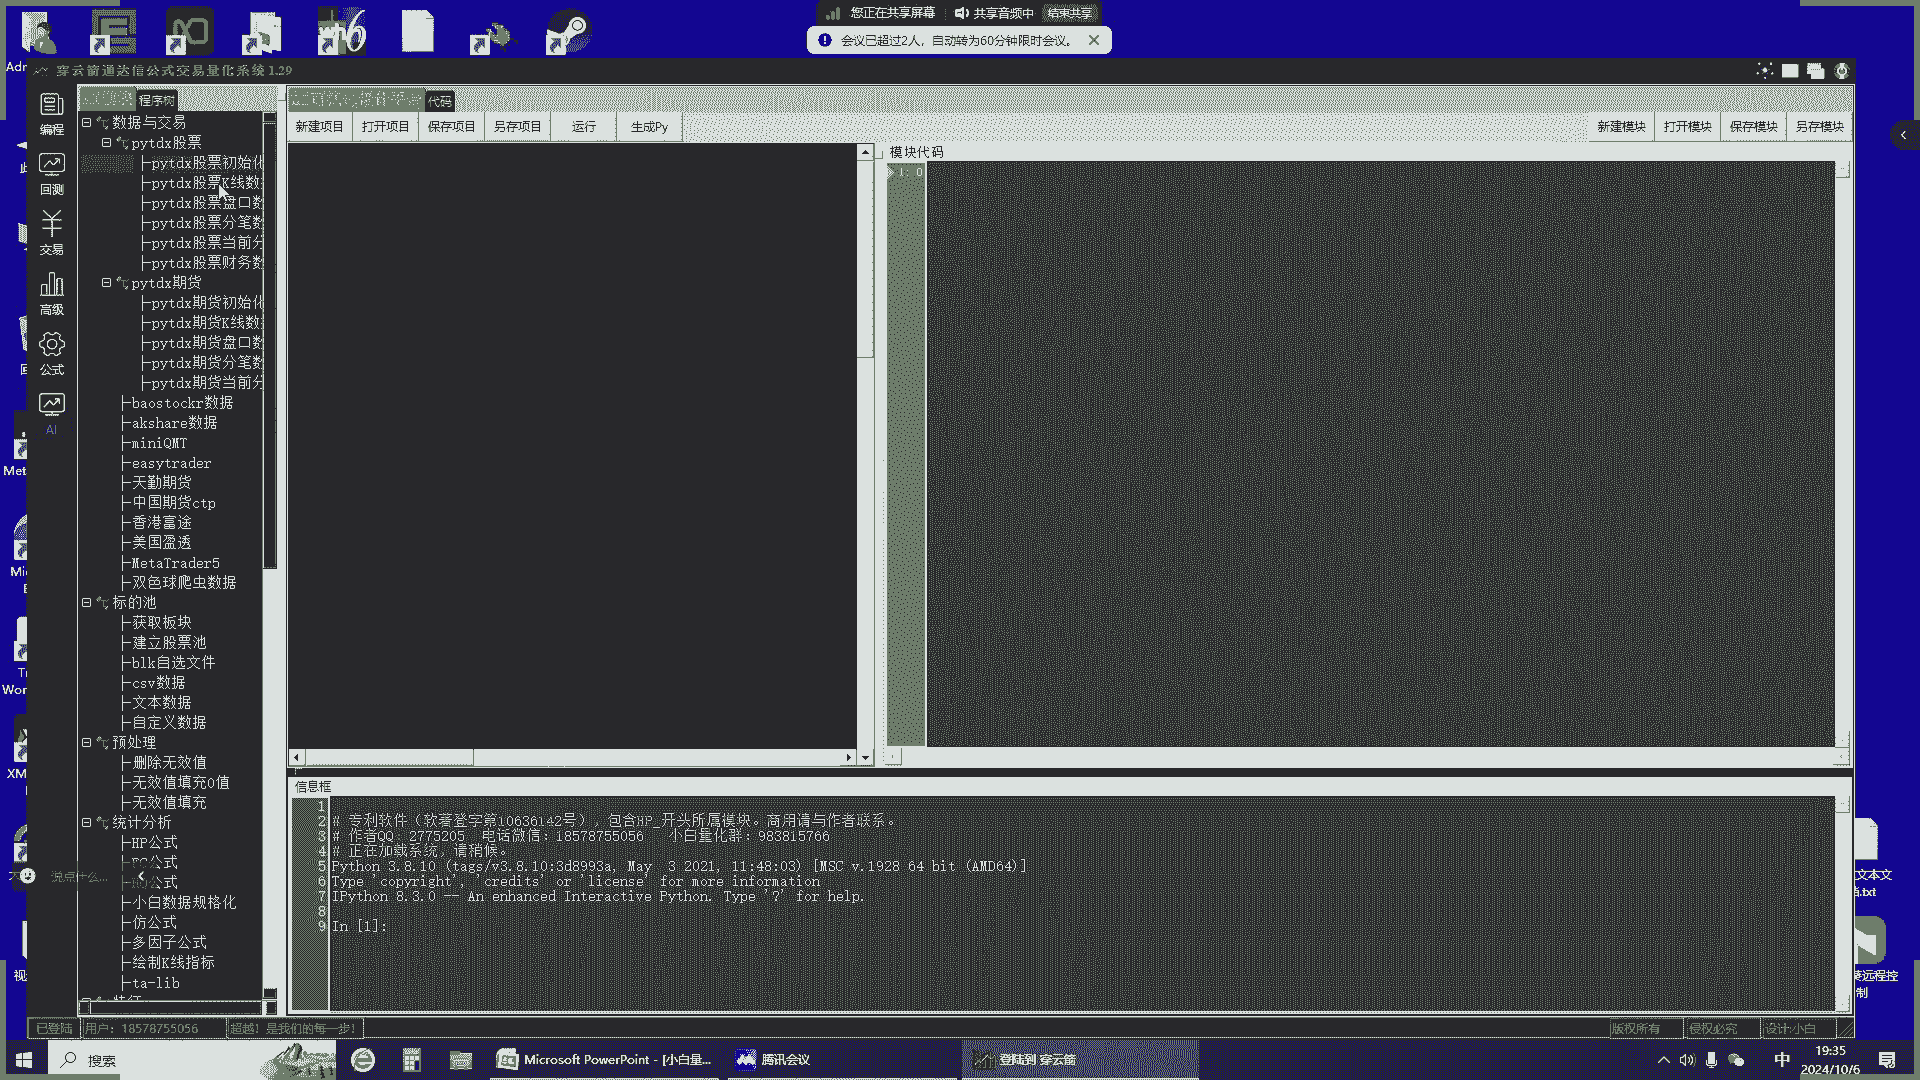 您正在共享屏幕
共享音频中
结束共享
会议已超过2人，自动转为60分钟限时会议。
穿云箭通达信公式交易量化系统 1.29
编程
回测
交易
高级
公式
AI
程序树
数据与交易
pytdx股票
pytdx股票初始化
pytdx股票K线数
pytdx股票盘口数
pytdx股票分笔数
pytdx股票当前分
pytdx股票财务数
pytdx期货
pytdx期货初始化
pytdx期货K线数
pytdx期货盘口数
pytdx期货分笔数
pytdx期货当前分
baostockr数据
akshare数据
miniQMT
easytrader
天勤期货
中国期货ctp
香港富途
美国盈透
MetaTrader5
双色球爬虫数据
标的池
获取板块
建立股票池
blk自选文件
csv数据
文本数据
自定义数据
预处理
删除无效值
无效值填充0值
无效值填充
统计分析
HP公式
公式
公式
小白数据规格化
仿公式
多因子公式
绘制K线指标
ta-lib
说点什么...
代码
新建项目 打开项目 保存项目 另存项目 运行 生成Py
新建模块 打开模块 保存模块 另存模块
模块代码
1: 0
信息框
1
2 # 专利软件（软著登字第10636142号），包含HP_开头所属模块。商用请与作者联系。
3 # 作者QQ：2775205 电话微信：18578755056 小白量化群：983815766
4 # 正在加载系统，请稍候。
5 Python 3.8.10 (tags/v3.8.10:3d8993a, May  3 2021, 11:48:03) [MSC v.1928 64 bit (AMD64)]
6 Type 'copyright', 'credits' or 'license' for more information
7 IPython 8.3.0 -- An enhanced Interactive Python. Type '?' for help.
8
9 In [1]:
已登陆 用户：18578755056 超越！是我们的每一步！
版权所有 侵权必究 设计:小白
搜索
Microsoft PowerPoint - [小白量...
腾讯会议
登陆到 穿云箭
中
19:35
2024/10/6